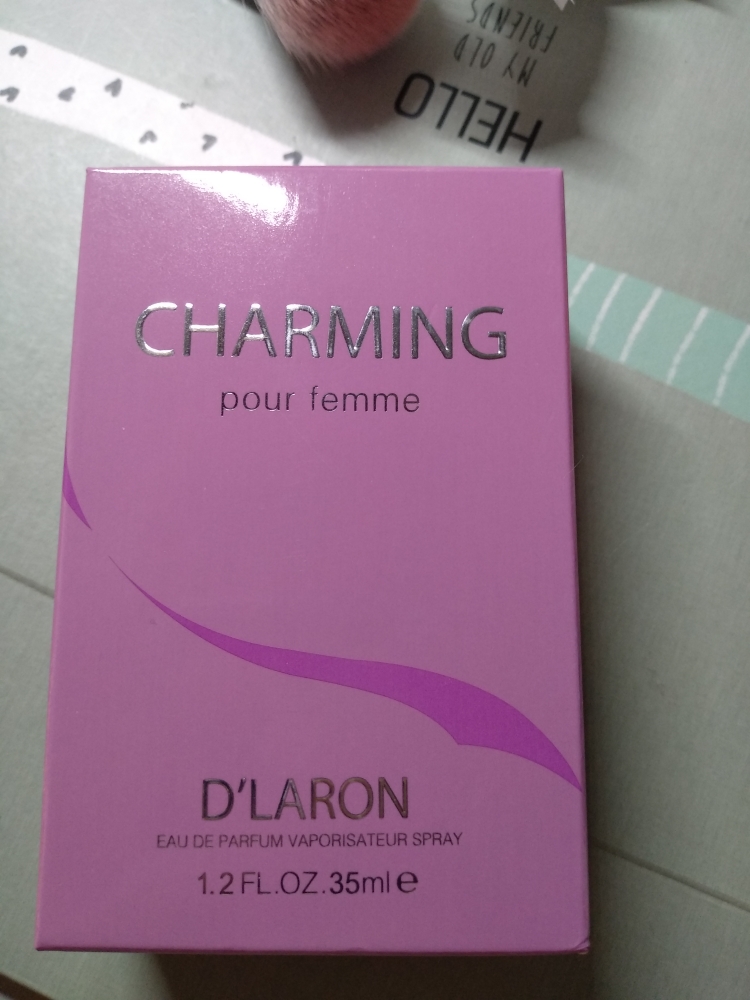 HELLO
MY OLD
FRIENDS
CHARMING
pour femme
D'LARON
EAU DE PARFUM VAPORISATEUR SPRAY
1.2 FL.OZ.35ml e